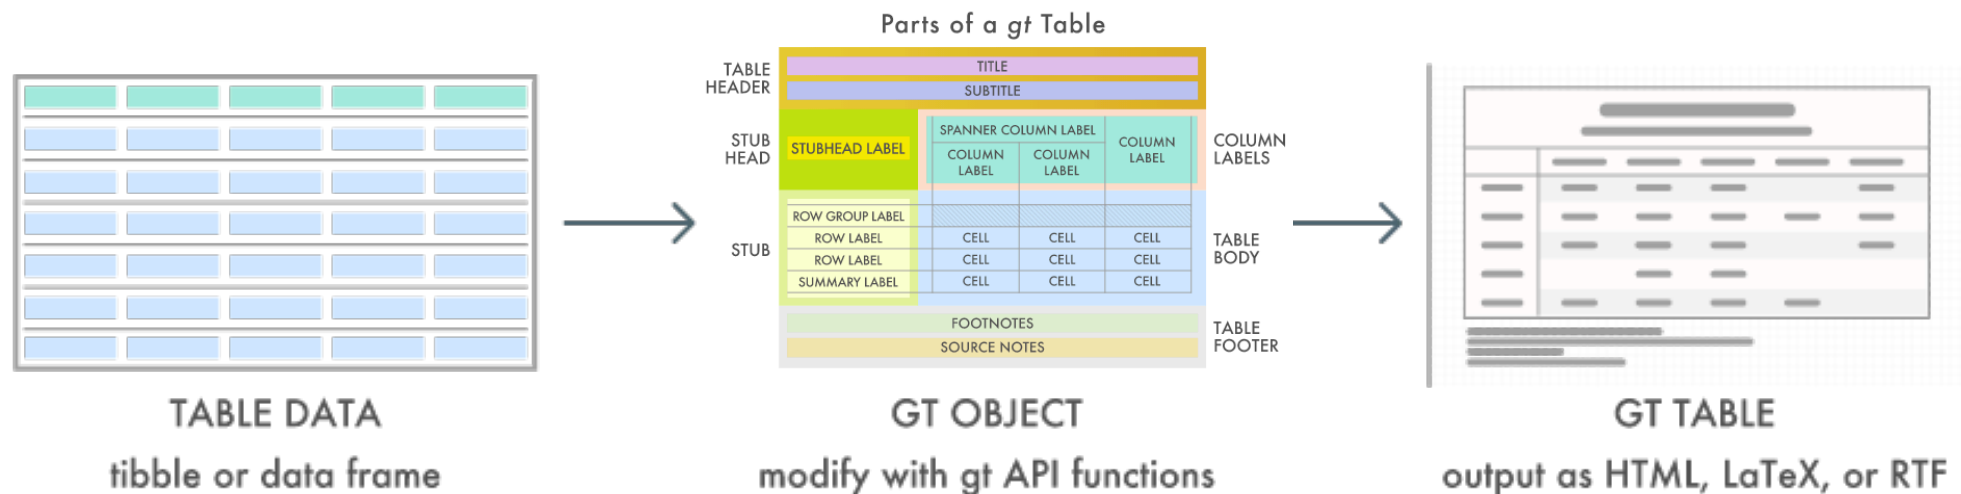 Parts of a gt Table
TABLE
HEADER
TITLE
SUBTITLE
STUB
HEAD
STUBHEAD LABEL
SPANNER COLUMN LABEL
COLUMN
LABEL
COLUMN
LABEL
COLUMN
LABEL
COLUMN
LABELS
STUB
ROW GROUP LABEL
ROW LABEL CELL CELL CELL
ROW LABEL CELL CELL CELL
SUMMARY LABEL CELL CELL CELL
TABLE
BODY
FOOTNOTES
SOURCE NOTES
TABLE
FOOTER
TABLE DATA
tibble or data frame
GT OBJECT
modify with gt API functions
GT TABLE
output as HTML, LaTeX, or RTF